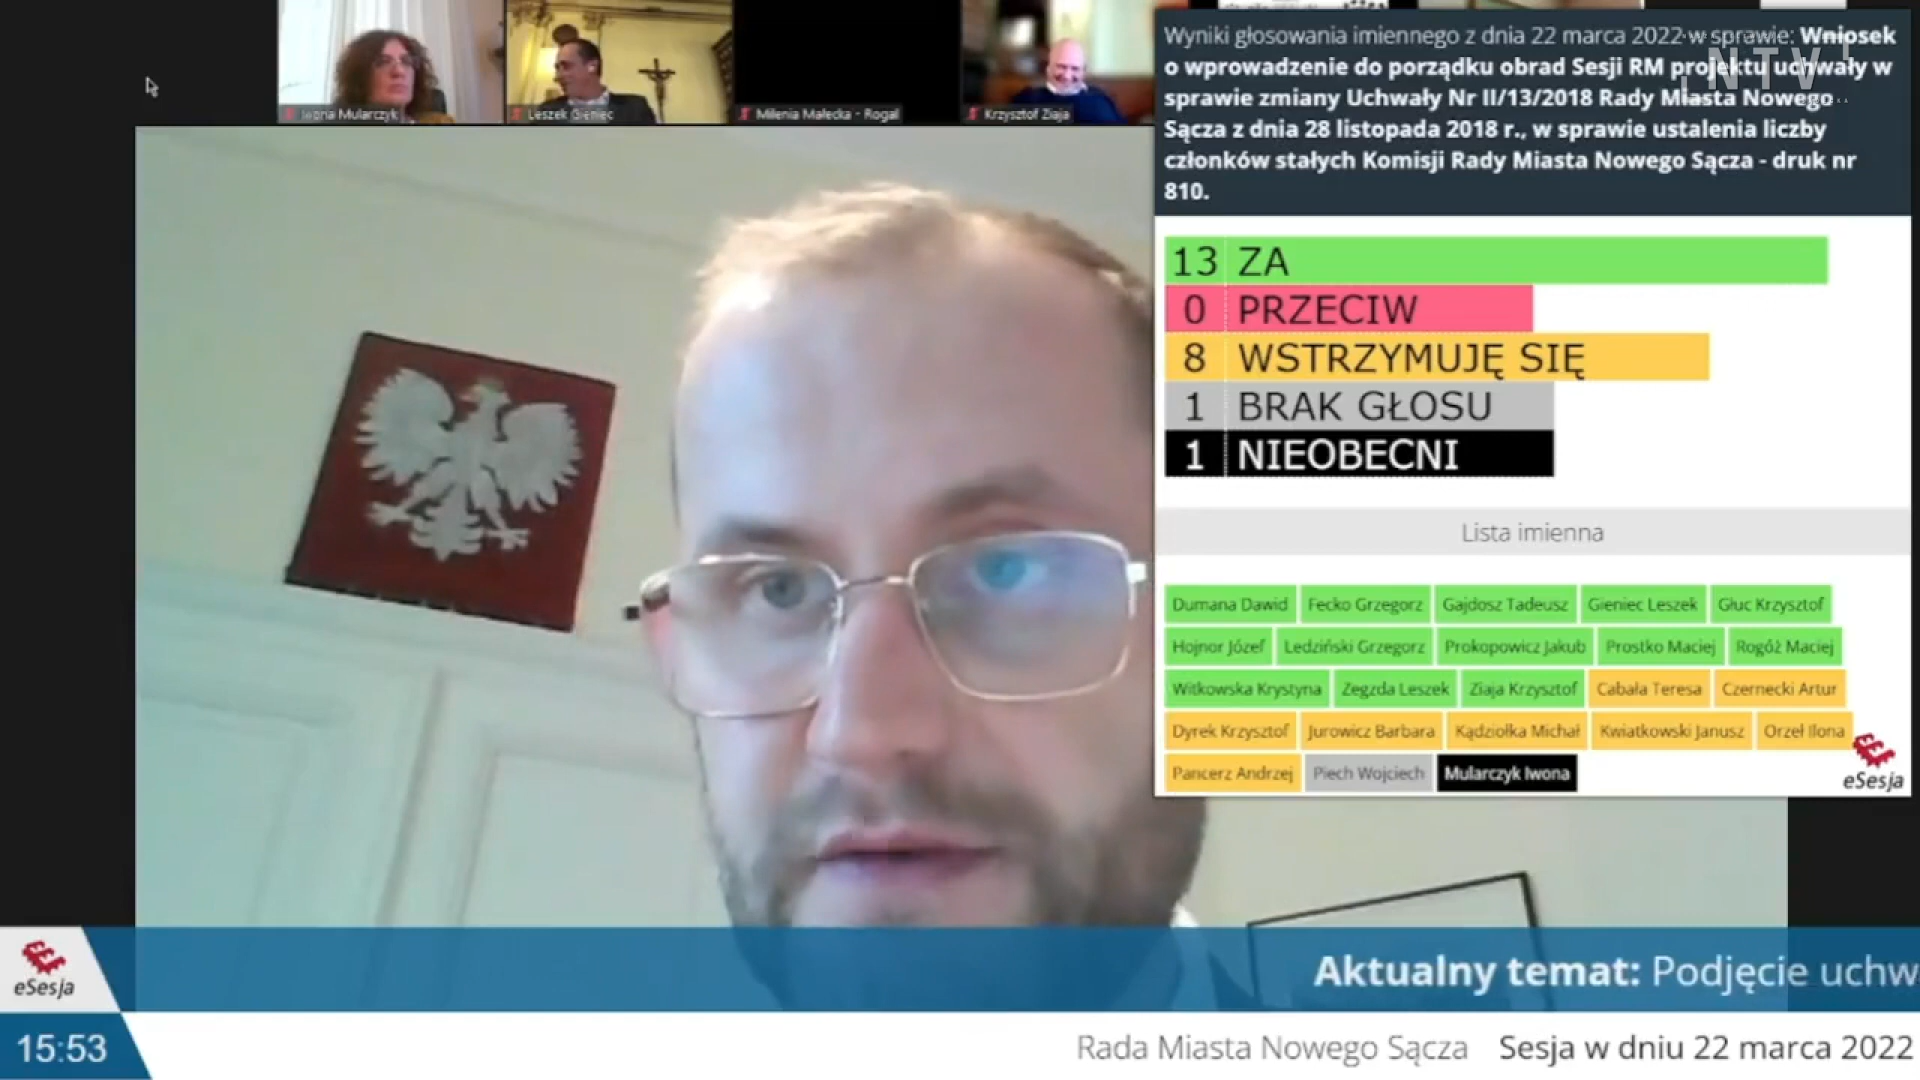 Iwona Mularczyk
Leszek Gieniec
Milenia Małecka - Rogal
Krzysztof Ziaja
NTV
Wyniki głosowania imiennego z dnia 22 marca 2022 w sprawie: Wniosek
o wprowadzenie do porządku obrad Sesji RM projektu uchwały w
sprawie zmiany Uchwały Nr II/13/2018 Rady Miasta Nowego
Sącza z dnia 28 listopada 2018 r., w sprawie ustalenia liczby
członków stałych Komisji Rady Miasta Nowego Sącza - druk nr
810.
13 ZA
0 PRZECIW
8 WSTRZYMUJĘ SIĘ
1 BRAK GŁOSU
1 NIEOBECNI
Lista imienna
Dumana Dawid Fecko Grzegorz Gajdosz Tadeusz Gieniec Leszek Głuc Krzysztof
Hojnor Józef Ledziński Grzegorz Prokopowicz Jakub Prostko Maciej Rogóż Maciej
Witkowska Krystyna Zegzda Leszek Ziaja Krzysztof Cabała Teresa Czernecki Artur
Dyrek Krzysztof Jurowicz Barbara Kądziołka Michał Kwiatkowski Janusz Orzeł Ilona
Pancerz Andrzej Piech Wojciech Mularczyk Iwona
eSesja
Aktualny temat: Podjęcie uchw
eSesja
15:53
Rada Miasta Nowego Sącza Sesja w dniu 22 marca 2022